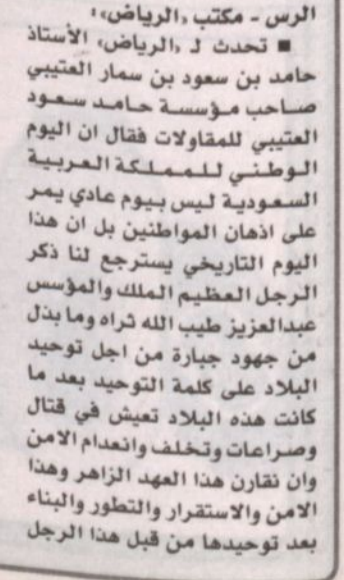 الرس - مكتب «الرياض»:
■ تحدث لـ «الرياض» الأستاذ
حامد بن سعود بن سمار العتيبي
صاحب مؤسسة حامد سعود
العتيبي للمقاولات فقال ان اليوم
الوطني للمملكة العربية
السعودية ليس بيوم عادي يمر
على اذهان المواطنين بل ان هذا
اليوم التاريخي يسترجع لنا ذكر
الرجل العظيم الملك والمؤسس
عبدالعزيز طيب الله ثراه وما بذل
من جهود جبارة من اجل توحيد
البلاد على كلمة التوحيد بعد ما
كانت هذه البلاد تعيش في قتال
وصراعات وتخلف وانعدام الامن
وان نقارن هذا العهد الزاهر وهذا
الامن والاستقرار والتطور والبناء
بعد توحيدها من قبل هذا الرجل